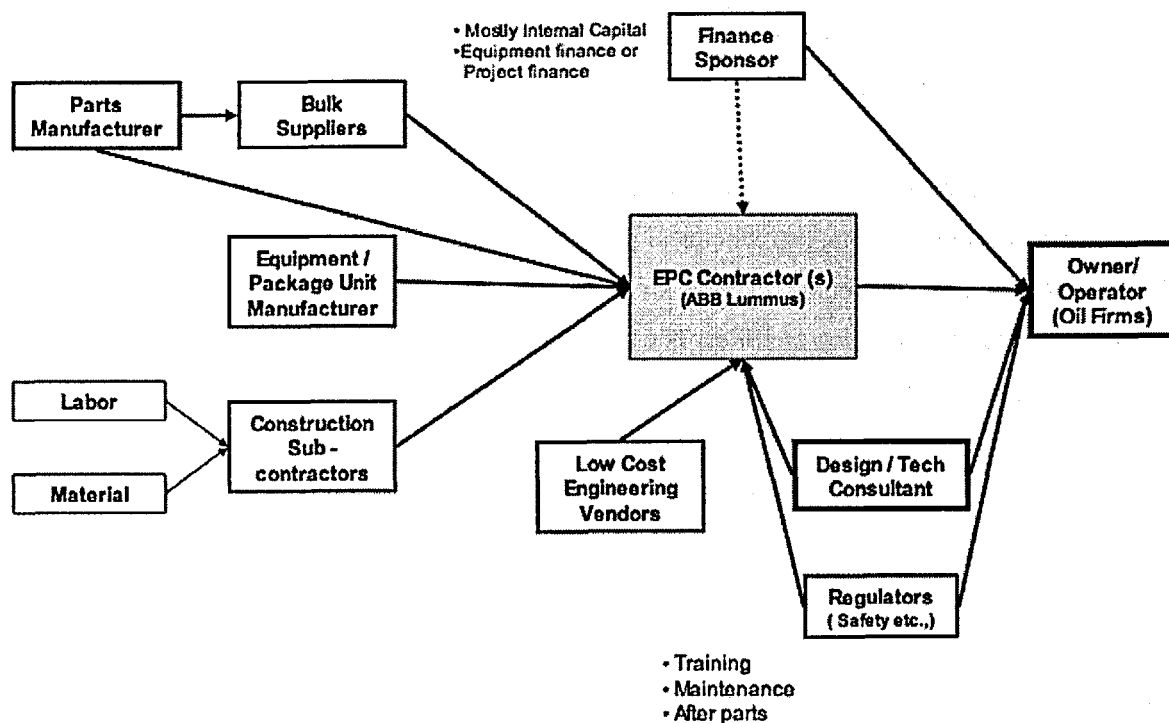 • Mostly Internal Capital
•Equipment finance or
Project finance
Finance
Sponsor
Parts
Manufacturer
Bulk
Suppliers
Equipment /
Package Unit
Manufacturer
EPC Contractor (s)
(ABB Lummus)
Owner/
Operator
(Oil Firms)
Labor
Material
Construction
Sub -
contractors
Low Cost
Engineering
Vendors
Design / Tech
Consultant
Regulators
( Safety etc.,)
• Training
• Maintenance
• After parts